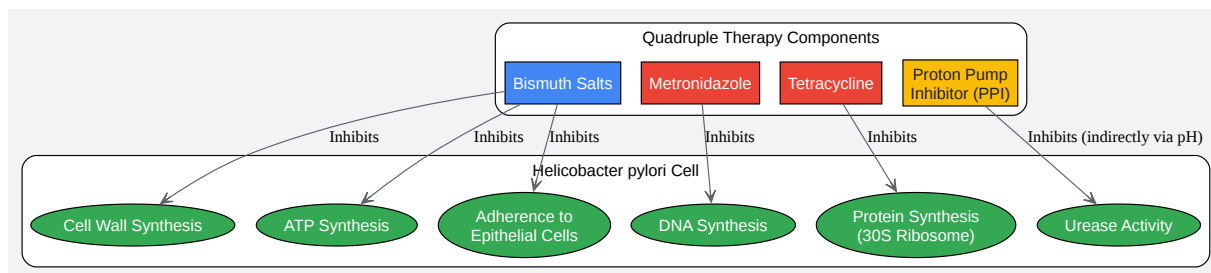 Quadruple Therapy Components
Bismuth Salts
Metronidazole
Tetracycline
Proton Pump
Inhibitor (PPI)
Inhibits
Inhibits
Inhibits
Inhibits
Inhibits
Inhibits (indirectly via pH)
Helicobacter pylori Cell
Cell Wall Synthesis
ATP Synthesis
Adherence to
Epithelial Cells
DNA Synthesis
Protein Synthesis
(30S Ribosome)
Urease Activity